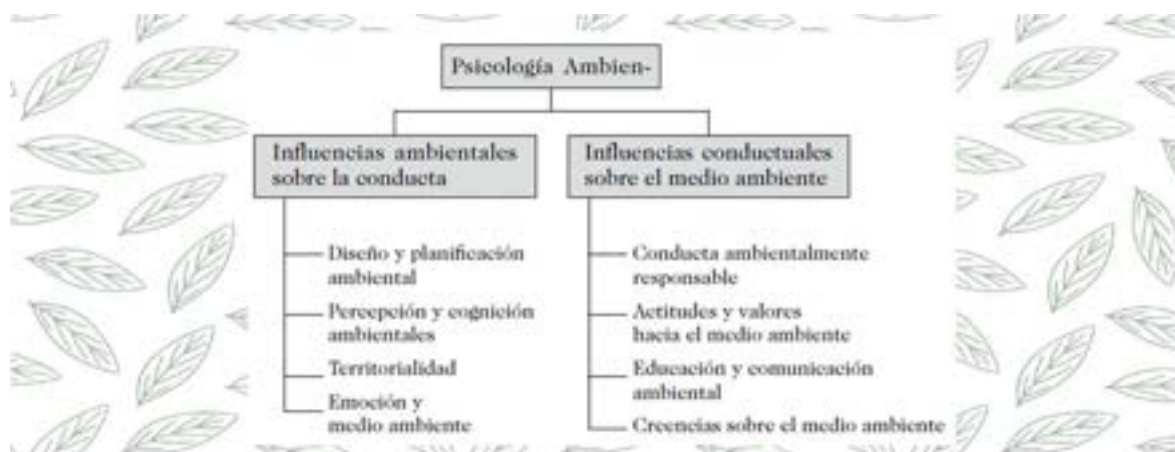 Psicología Ambien-
Influencias ambientales
sobre la conducta
Diseño y planificación
ambiental
Percepción y cognición
ambientales
Territorialidad
Emoción y
medio ambiente
Influencias conductuales
sobre el medio ambiente
Conducta ambientalmente
responsable
Actitudes y valores
hacia el medio ambiente
Educación y comunicación
ambiental
Creencias sobre el medio ambiente